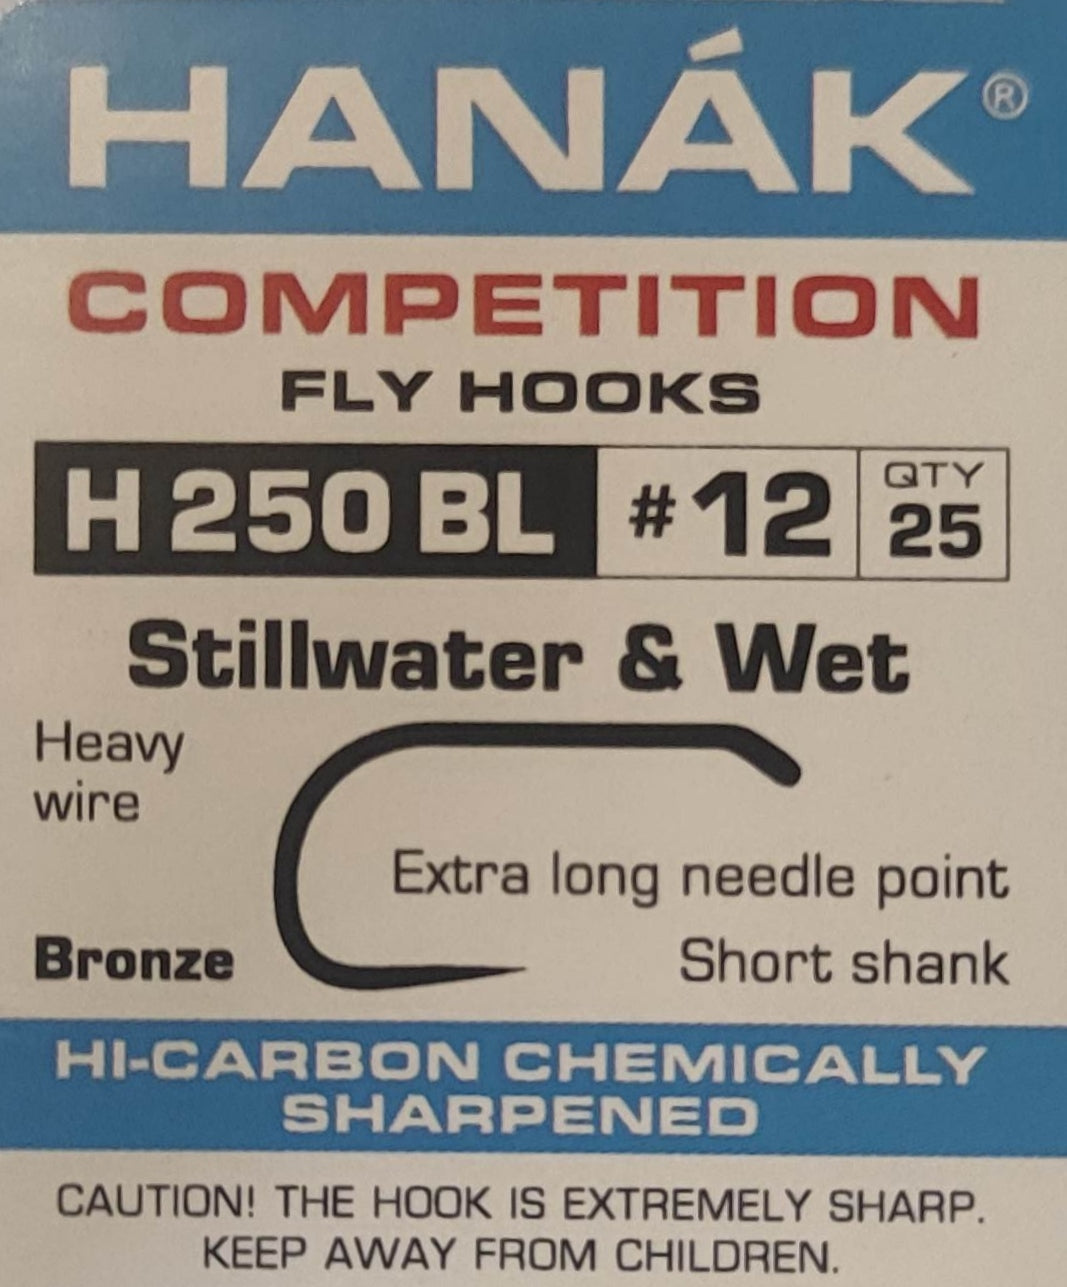 HANÁK®
COMPETITION
FLY HOOKS
H 250 BL #12 QTY 25
Stillwater & Wet
Heavy
wire
Extra long needle point
Bronze
Short shank
HI-CARBON CHEMICALLY
SHARPENED
CAUTION! THE HOOK IS EXTREMELY SHARP.
KEEP AWAY FROM CHILDREN.